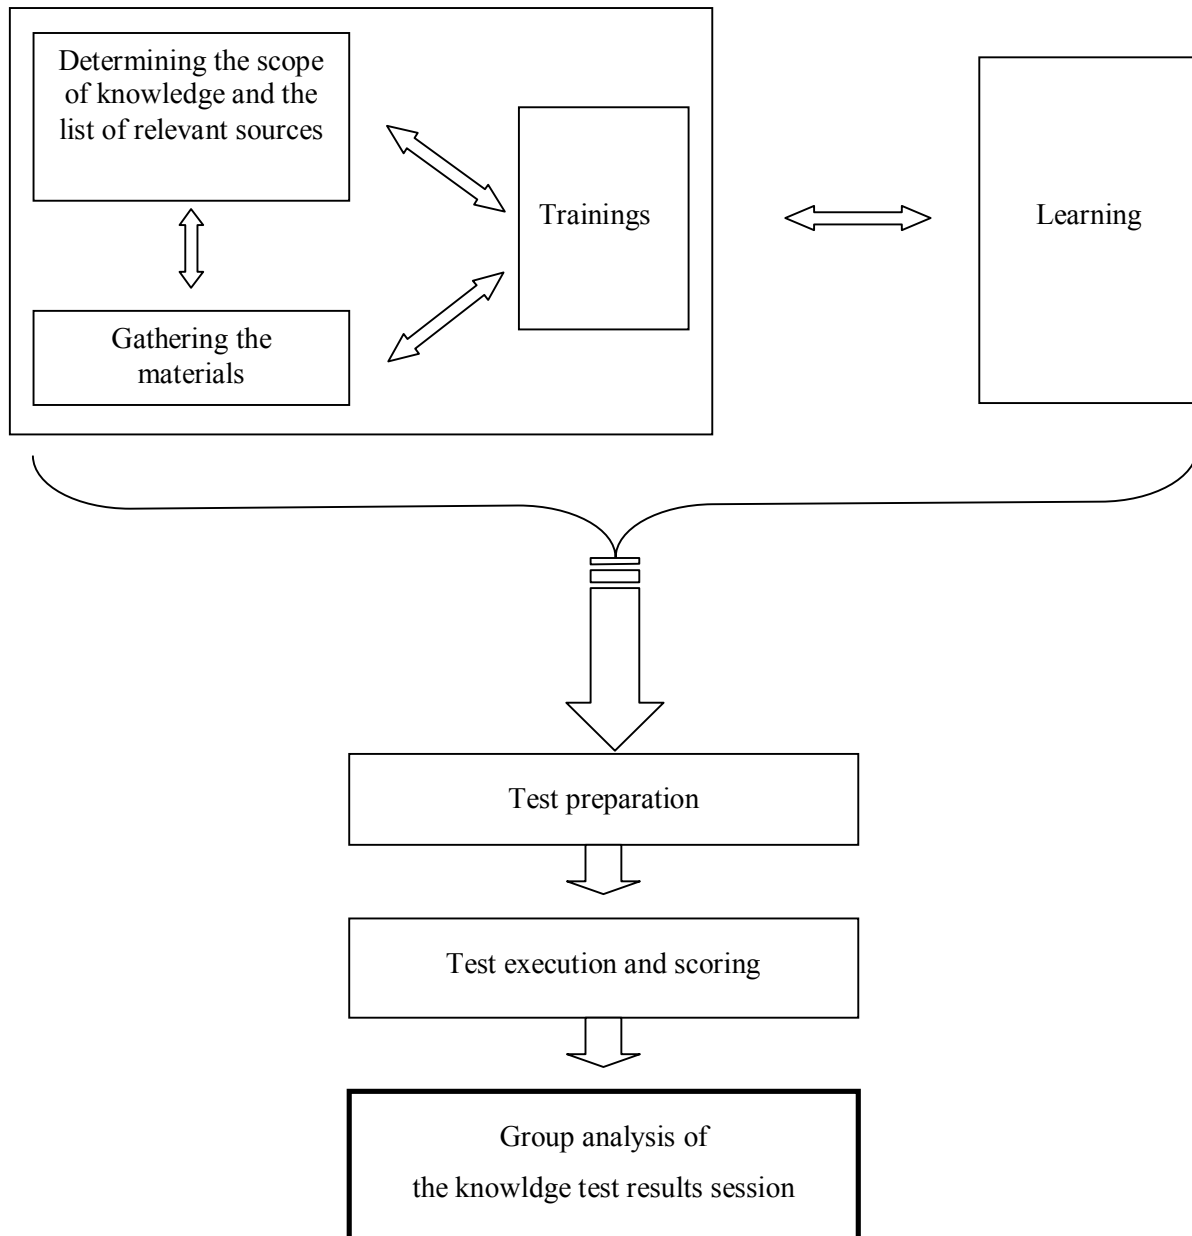 Determining the scope
of knowledge and the
list of relevant sources
Trainings
Learning
Gathering the
materials
Test preparation
Test execution and scoring
Group analysis of
the knowldge test results session